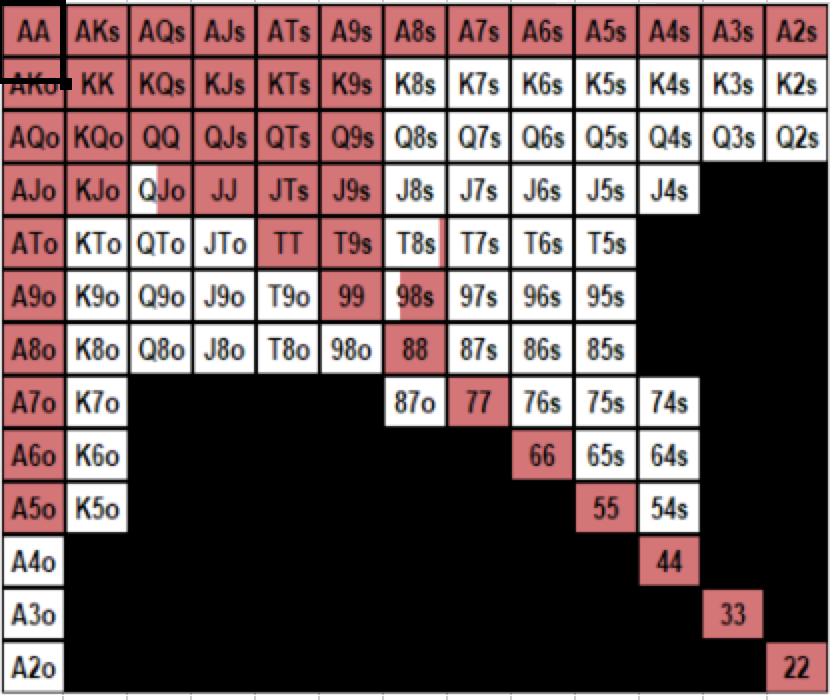 AA AKs AQs AJs ATs A9s A8s A7s A6s A5s A4s A3s A2s
AKo KK KQs KJs KTs K9s K8s K7s K6s K5s K4s K3s K2s
AQo KQo QQ QJs QTs Q9s Q8s Q7s Q6s Q5s Q4s Q3s Q2s
AJo KJo QJo JJ JTs J9s J8s J7s J6s J5s J4s
ATo KTo QTo JTo TT T9s T8s T7s T6s T5s
A9o K9o Q9o J9o T9o 99 98s 97s 96s 95s
A8o K8o Q8o J8o T8o 98o 88 87s 86s 85s
A7o K7o 87o 77 76s 75s 74s
A6o K6o 66 65s 64s
A5o K5o 55 54s
A4o 44
A3o 33
A2o 22